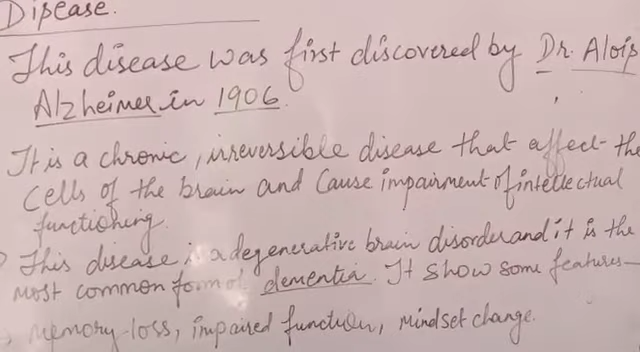 Disease.
This disease was first discovered by Dr. Alois
Alzheimer in 1906.
It is a chronic, irreversible disease that affect the
Cells of the brain and Cause impairment of intellectual
functioning.
This disease is a degenerative brain disorder and it is the
most common form of dementia. It show some features-
memory-loss, impaired function, mindset change.